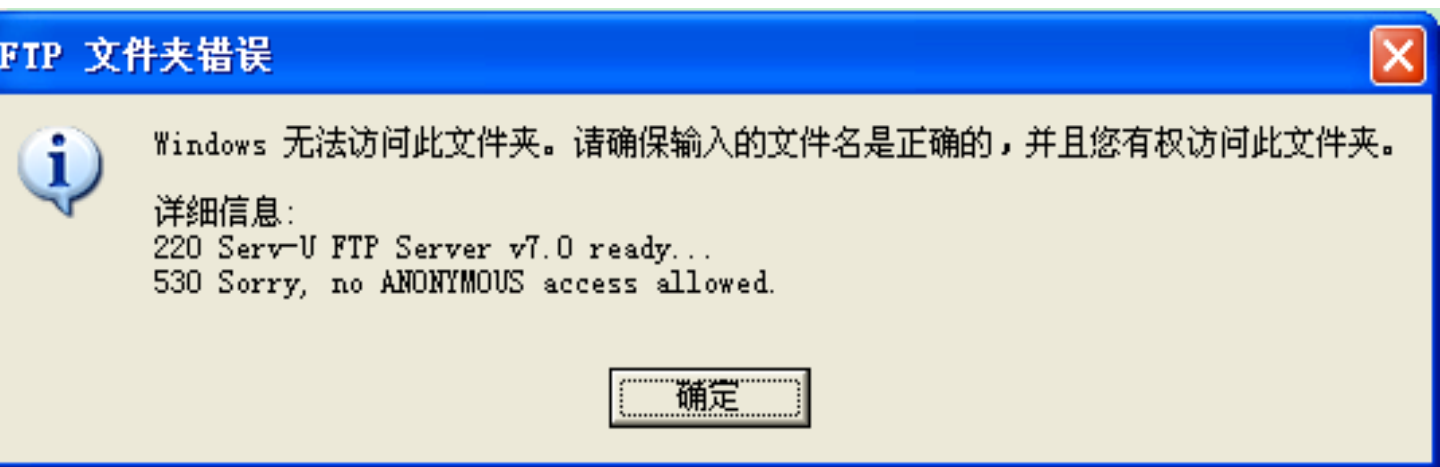 FTP 文件夹错误
Windows 无法访问此文件夹。请确保输入的文件名是正确的，并且您有权访问此文件夹。
详细信息:
220 Serv-U FTP Server v7.0 ready...
530 Sorry, no ANONYMOUS access allowed.
确定